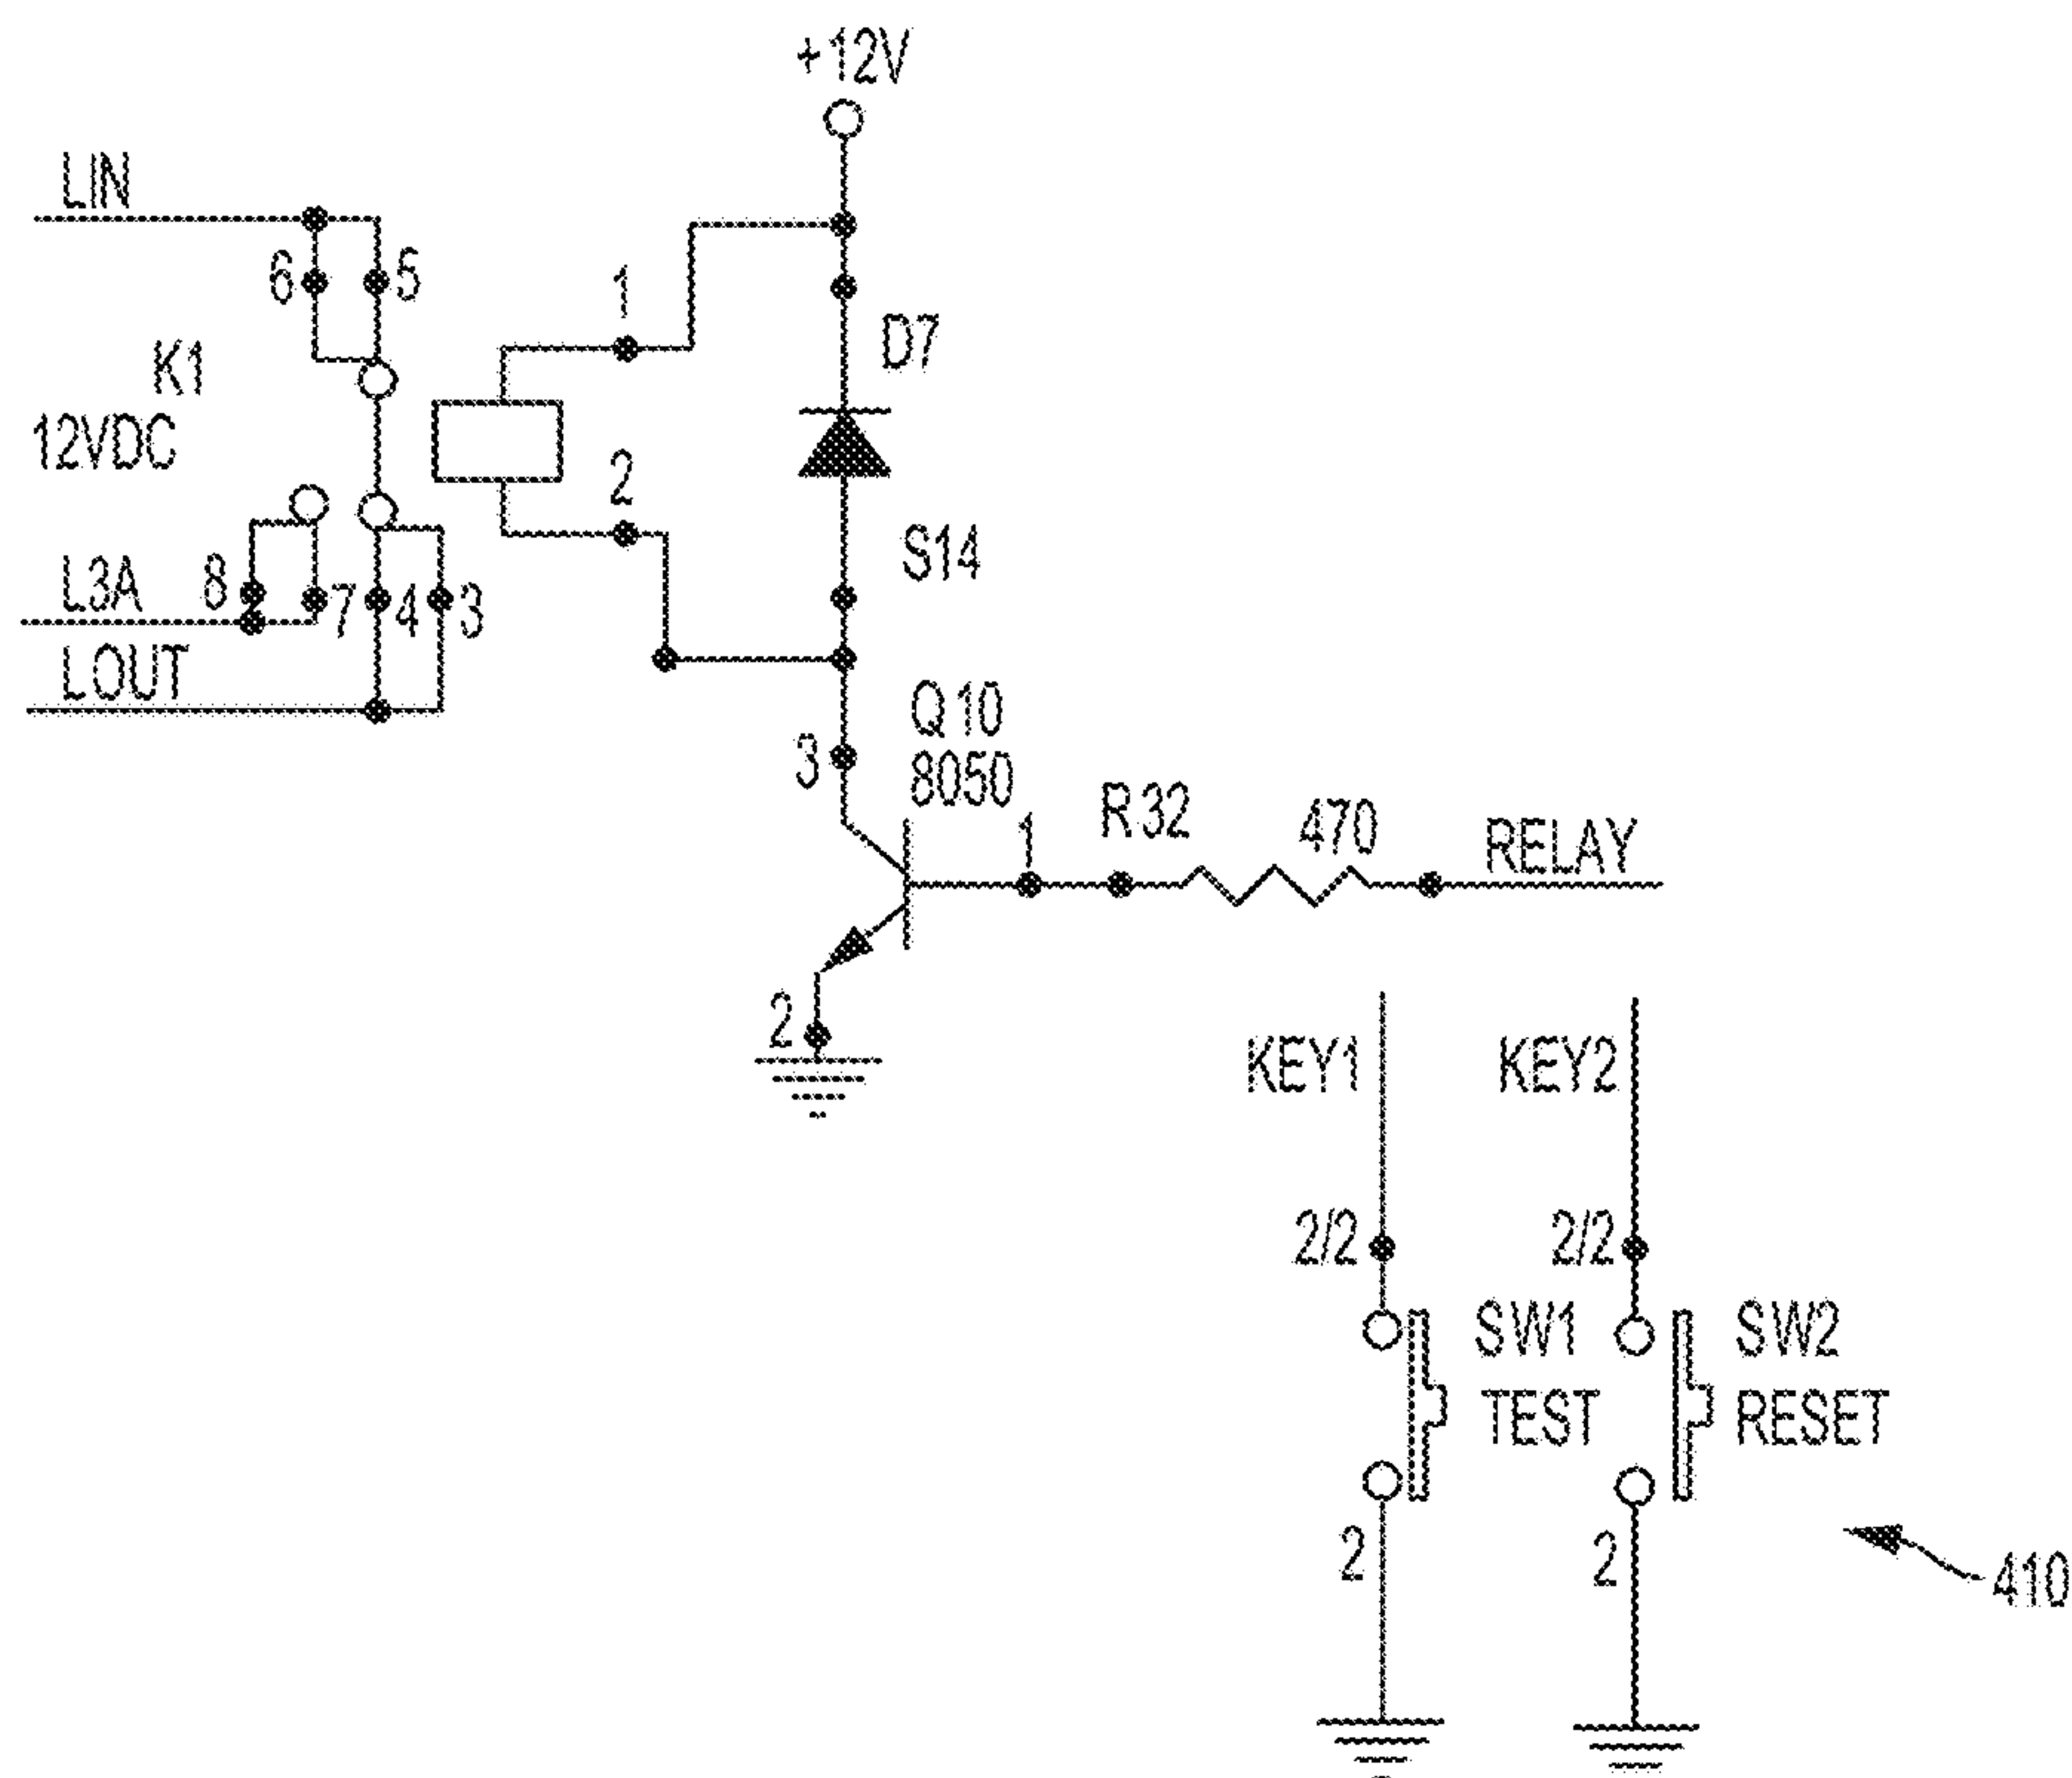 +12V
LIN
6
5
1
D7
K1
12VDC
2
S14
L3A
8
7
4
3
LOUT
Q10
8050
3
1
R32
470
RELAY
2
KEY1
KEY2
2/2
2/2
SW1
TEST
SW2
RESET
2
2
410